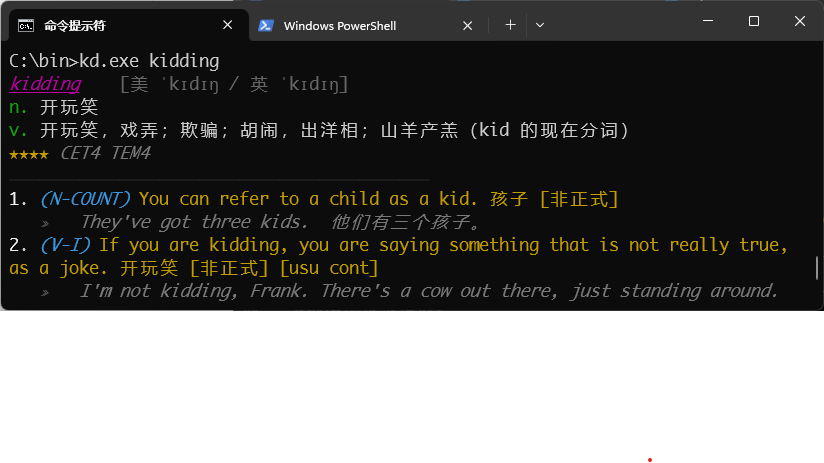 命令提示符
Windows PowerShell
C:\bin>kd.exe kidding
kidding [美 ˈkɪdɪŋ / 英 ˈkɪdɪŋ]
n. 开玩笑
v. 开玩笑，戏弄；欺骗；胡闹，出洋相；山羊产羔（kid 的现在分词）
★★★★ CET4 TEM4
1. (N-COUNT) You can refer to a child as a kid. 孩子 [非正式]
» They've got three kids. 他们有三个孩子。
2. (V-I) If you are kidding, you are saying something that is not really true,
as a joke. 开玩笑 [非正式] [usu cont]
» I'm not kidding, Frank. There's a cow out there, just standing around.